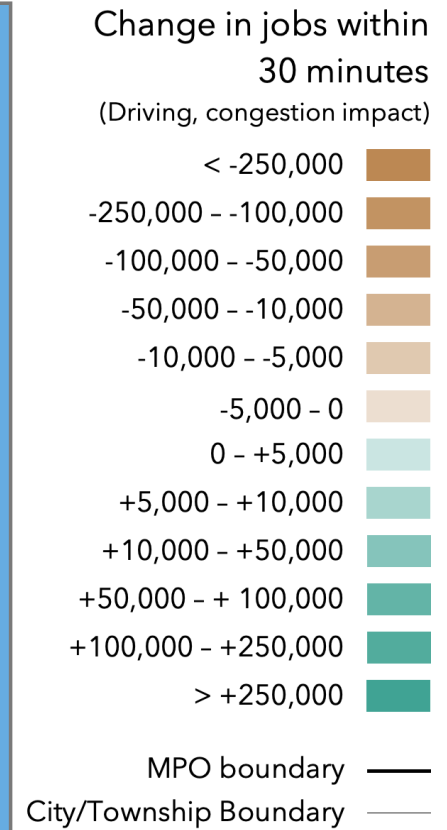 Change in jobs within
30 minutes
(Driving, congestion impact)
< -250,000
-250,000 – -100,000
-100,000 – -50,000
-50,000 – -10,000
-10,000 – -5,000
-5,000 – 0
0 – +5,000
+5,000 – +10,000
+10,000 – +50,000
+50,000 – + 100,000
+100,000 – +250,000
> +250,000
MPO boundary
City/Township Boundary